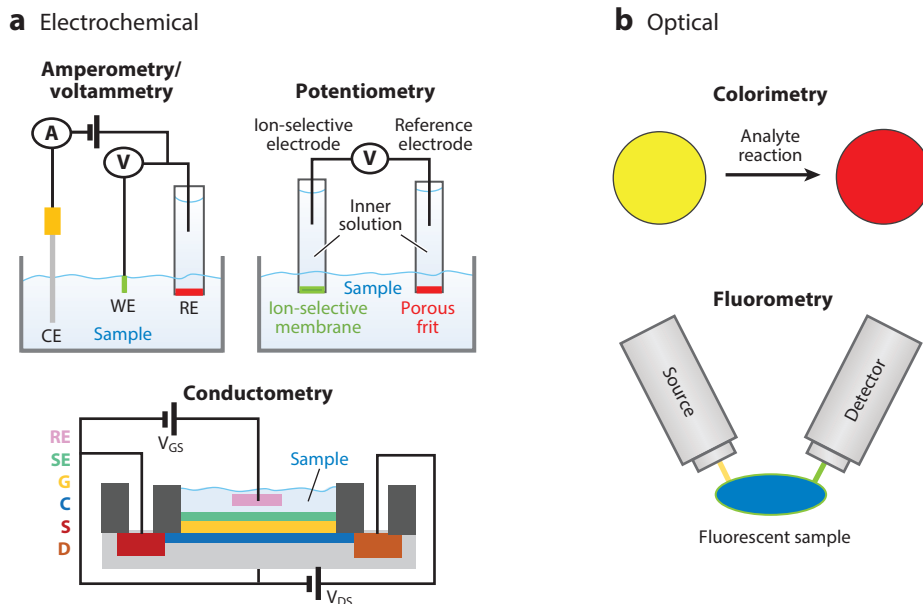 a Electrochemical
Amperometry/
voltammetry
A
V
CE
WE
RE
Sample
Potentiometry
Ion-selective
electrode
Reference
electrode
V
Inner
solution
Sample
Ion-selective
membrane
Porous
frit
Conductometry
RE
SE
G
C
S
D
VGS
Sample
VDS
b Optical
Colorimetry
Analyte
reaction
Fluorometry
Source
Detector
Fluorescent sample